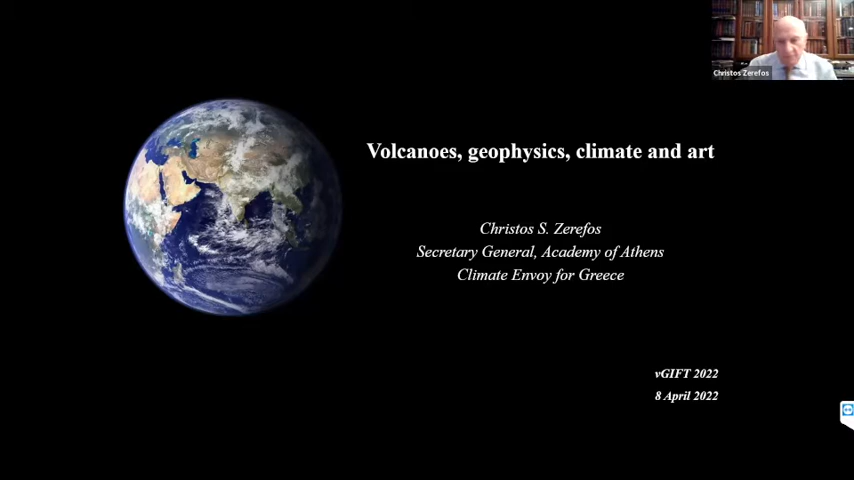 Christos Zerefos
Volcanoes, geophysics, climate and art
Christos S. Zerefos
Secretary General, Academy of Athens
Climate Envoy for Greece
vGIFT 2022
8 April 2022